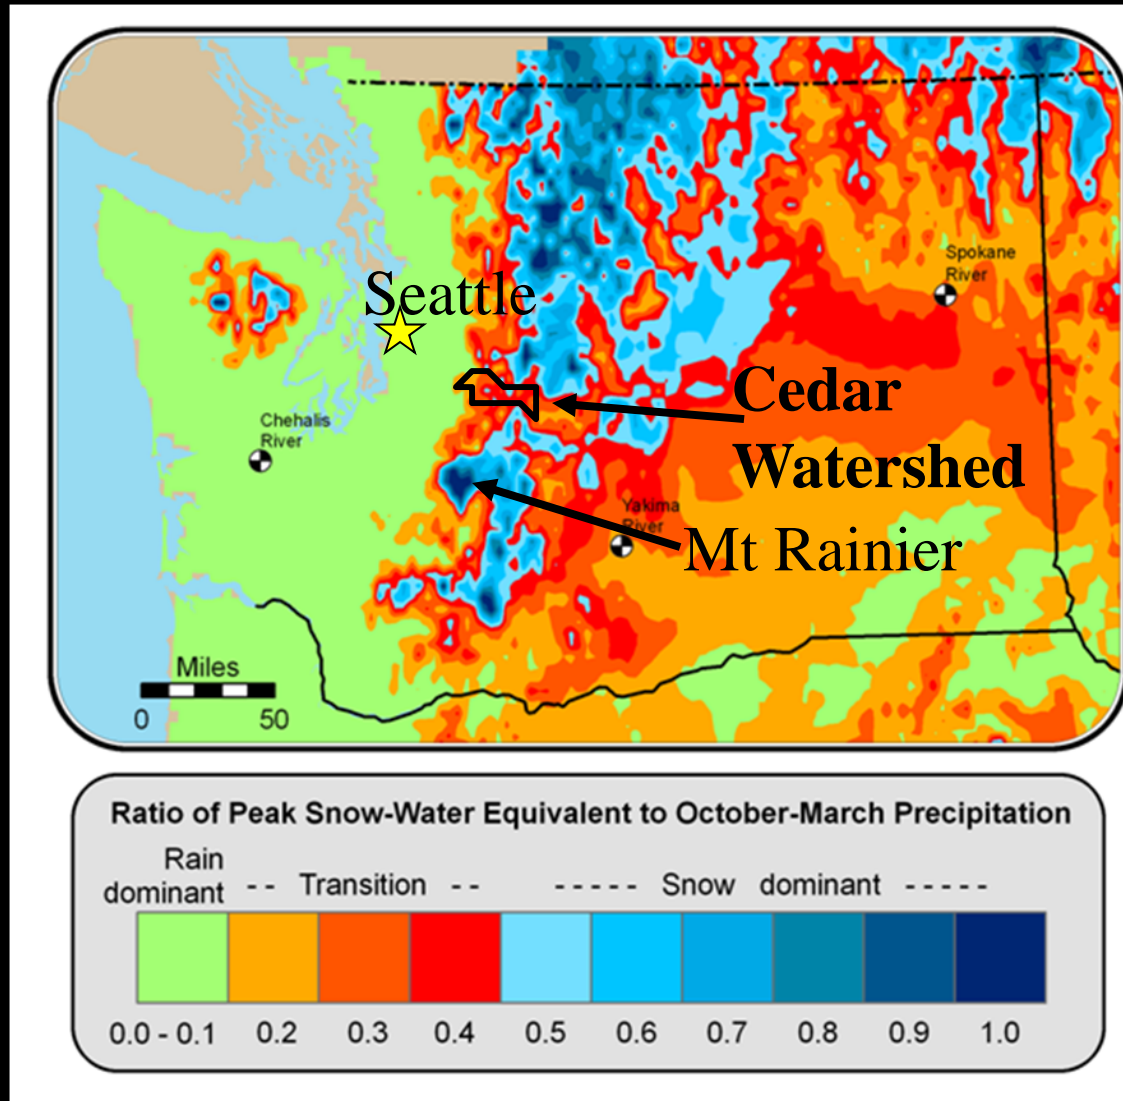 Seattle
Spokane
River
Cedar
Watershed
Chehalis
River
Yakima
River
Mt Rainier
Miles
0 50
Ratio of Peak Snow-Water Equivalent to October-March Precipitation
Rain
dominant -- Transition -- ----- Snow dominant -----
0.0 - 0.1 0.2 0.3 0.4 0.5 0.6 0.7 0.8 0.9 1.0